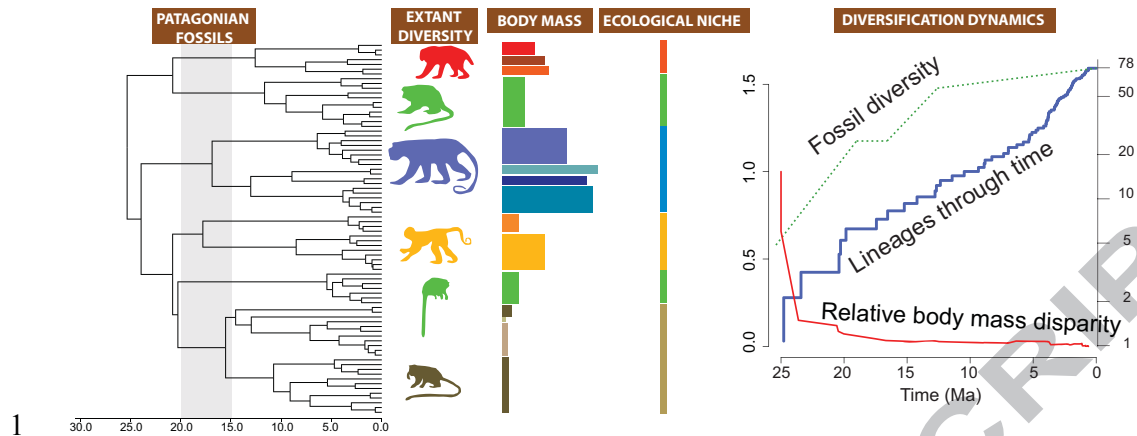 PATAGONIAN
FOSSILS
EXTANT
DIVERSITY
BODY MASS
ECOLOGICAL NICHE
DIVERSIFICATION DYNAMICS
Fossil diversity
Lineages through time
Relative body mass disparity
1.5
1.0
0.5
0.0
78
50
20
10
5
2
1
25
20
15
10
5
0
Time (Ma)
30.0
25.0
20.0
15.0
10.0
5.0
0.0
1
CRIP